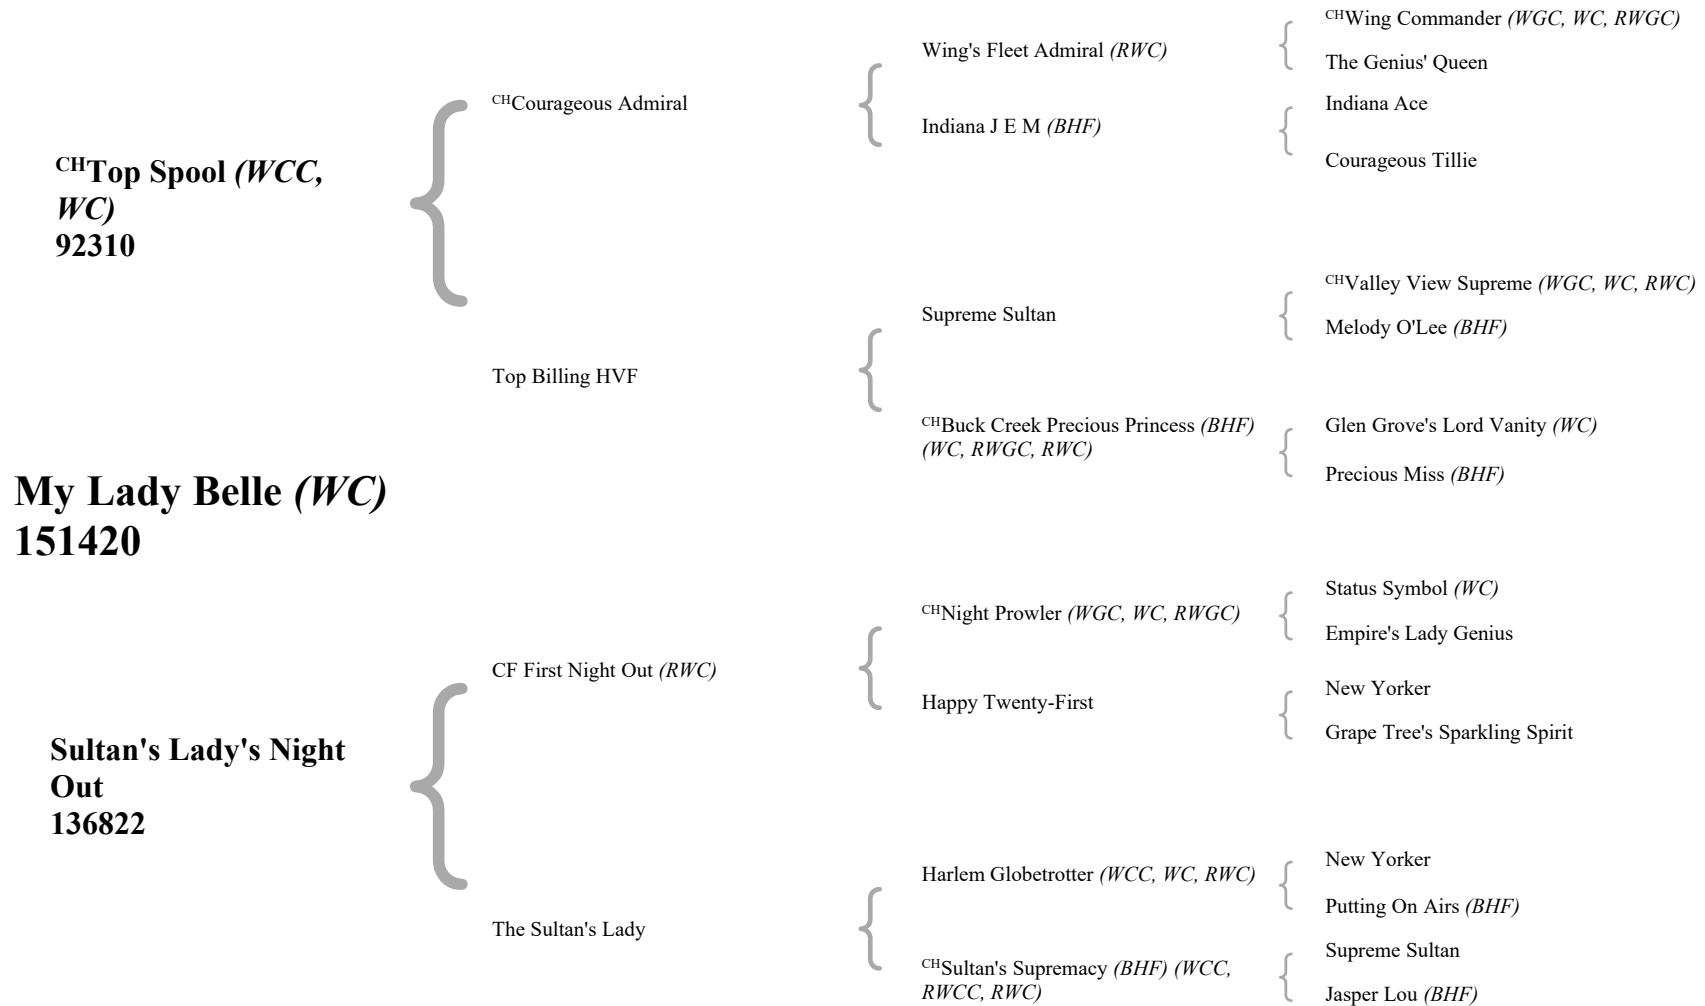 CHWing Commander (WGC, WC, RWGC)
Wing's Fleet Admiral (RWC)
The Genius' Queen
CHCourageous Admiral
Indiana Ace
Indiana J E M (BHF)
Courageous Tillie
CHTop Spool (WCC,
WC)
92310
CHValley View Supreme (WGC, WC, RWC)
Supreme Sultan
Melody O'Lee (BHF)
Top Billing HVF
CHBuck Creek Precious Princess (BHF)
(WC, RWGC, RWC)
Glen Grove's Lord Vanity (WC)
Precious Miss (BHF)
My Lady Belle (WC)
151420
Status Symbol (WC)
CHNight Prowler (WGC, WC, RWGC)
Empire's Lady Genius
CF First Night Out (RWC)
New Yorker
Happy Twenty-First
Grape Tree's Sparkling Spirit
Sultan's Lady's Night
Out
136822
New Yorker
Harlem Globetrotter (WCC, WC, RWC)
Putting On Airs (BHF)
The Sultan's Lady
Supreme Sultan
CHSultan's Supremacy (BHF) (WCC,
RWCC, RWC)
Jasper Lou (BHF)